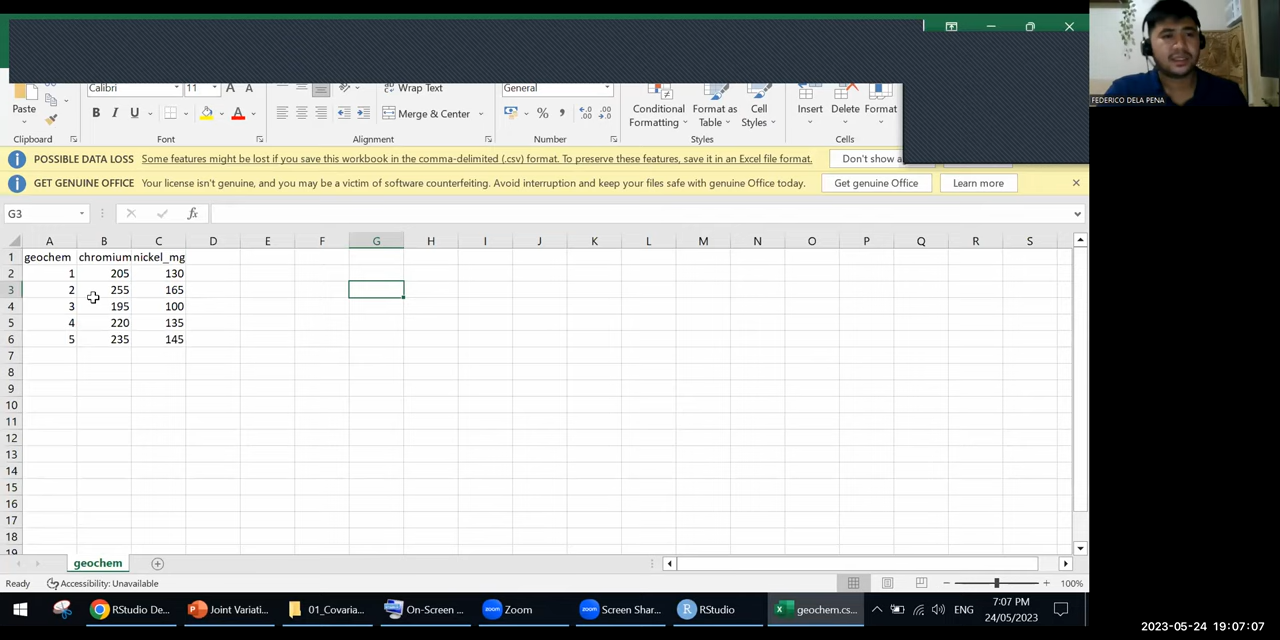 Calibri 11 A A Wrap Text General
Paste
B I U A Merge & Center % Conditional Formatting Format as Table Cell Styles Insert Delete Format
Clipboard Font Alignment Number Styles Cells
POSSIBLE DATA LOSS Some features might be lost if you save this workbook in the comma-delimited (.csv) format. To preserve these features, save it in an Excel file format. Don't show a
GET GENUINE OFFICE Your license isn't genuine, and you may be a victim of software counterfeiting. Avoid interruption and keep your files safe with genuine Office today. Get genuine Office Learn more
G3 fx
A B C D E F G H I J K L M N O P Q R S
1 geochem chromium nickel_mg
2 1 205 130
3 2 255 165
4 3 195 100
5 4 220 135
6 5 235 145
7
8
9
10
11
12
13
14
15
16
17
18
19
geochem
Ready Accessibility: Unavailable 100%
RStudio De... Joint Variati... 01_Covaria... On-Screen ... Zoom Screen Shar... RStudio geochem.cs... ENG 7:07 PM
24/05/2023
FEDERICO DELA PENA
2023-05-24 19:07:07